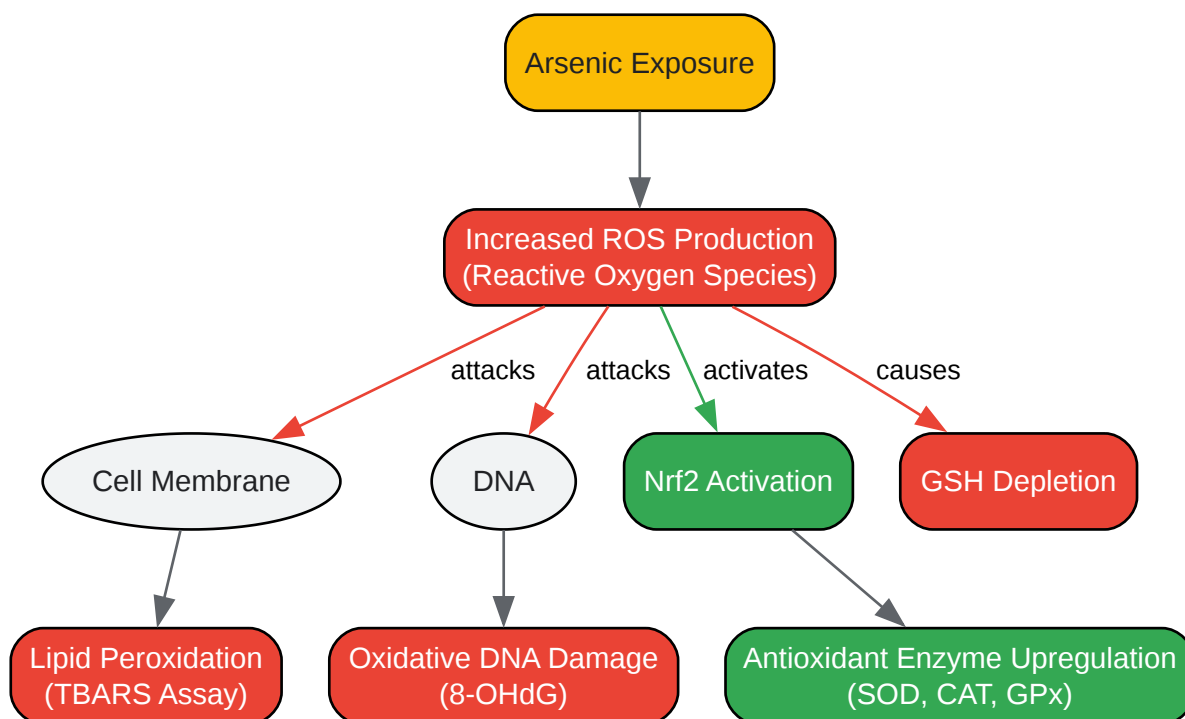 Arsenic Exposure
Increased ROS Production
(Reactive Oxygen Species)
attacks
attacks
activates
causes
Cell Membrane
DNA
Nrf2 Activation
GSH Depletion
Lipid Peroxidation
(TBARS Assay)
Oxidative DNA Damage
(8-OHdG)
Antioxidant Enzyme Upregulation
(SOD, CAT, GPx)